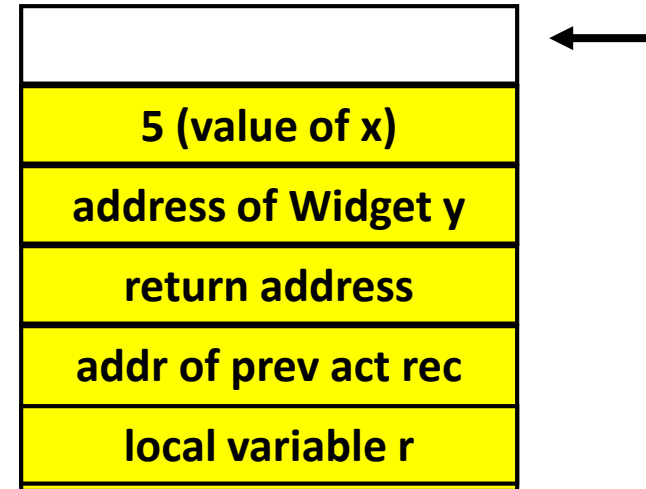 5 (value of x)
address of Widget y
return address
addr of prev act rec
local variable r